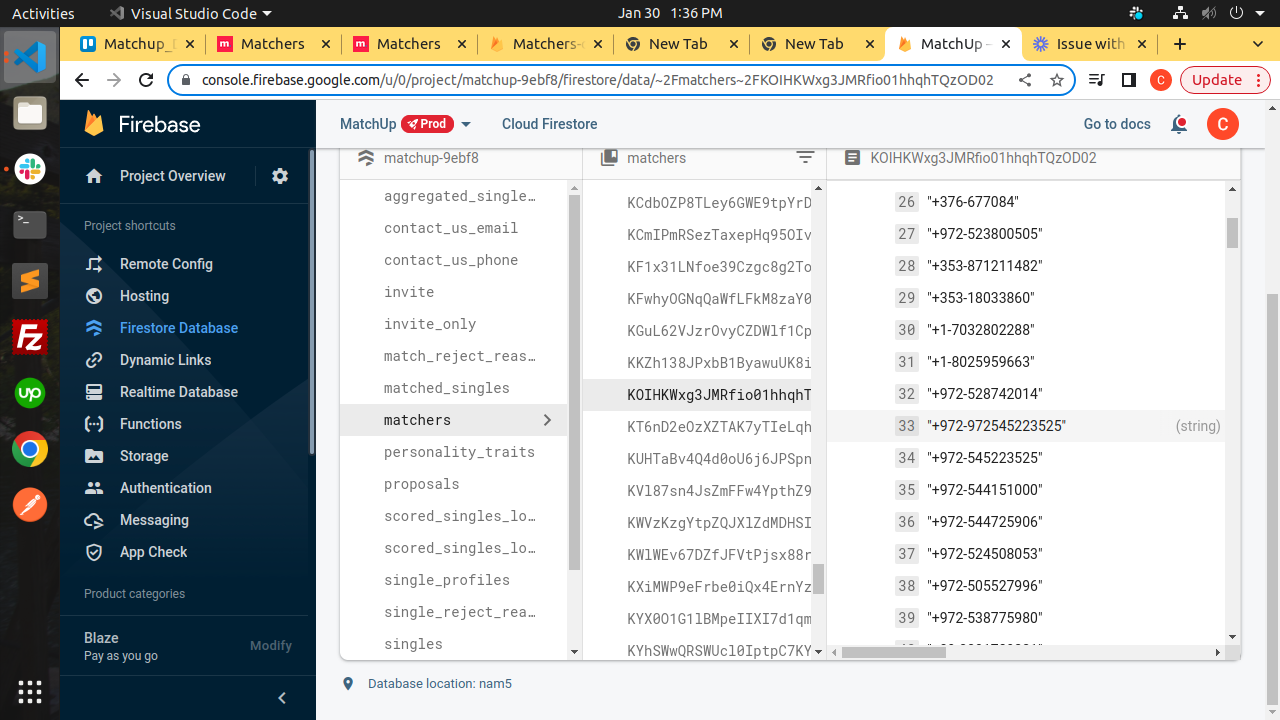 Activities
Visual Studio Code
Jan 30 1:36 PM
Matchup_
Matchers
Matchers
Matchers-
New Tab
New Tab
MatchUp -
Issue with
console.firebase.google.com/u/0/project/matchup-9ebf8/firestore/data/~2Fmatchers~2FKOIHKWxg3JMRfio01hhqhTQzOD02
C
Update
Firebase
MatchUp
Prod
Cloud Firestore
Go to docs
C
Project Overview
Project shortcuts
Remote Config
Hosting
Firestore Database
Dynamic Links
Realtime Database
Functions
Storage
Authentication
Messaging
App Check
Product categories
Blaze
Pay as you go
Modify
matchup-9ebf8
aggregated_single…
contact_us_email
contact_us_phone
invite
invite_only
match_reject_reas…
matched_singles
matchers
personality_traits
proposals
scored_singles_lo…
scored_singles_lo…
single_profiles
single_reject_rea…
singles
matchers
KCdbOZP8TLey6GWE9tpYrD
KCmIPmRSezTaxepHq95OIv
KF1x31LNfoe39Czgc8g2To
KFwhyOGNqQaWfLFkM8zaY0
KGuL62VJzrOvyCZDWlf1Cp
KKZh138JPxbB1ByawuUK8i
KOIHKWxg3JMRfio01hhqhT
KT6nD2eOzXZTAK7yTIeLqh
KUHTaBv4Q4d0oU6j6JPSpn
KVl87sn4JsZmFFw4YpthZ9
KWVzKzgYtpZQJXlZdMDHSI
KWlWEv67DZfJFVtPjsx88r
KXiMWP9eFrbe0iQx4ErnYz
KYX0O1G1lBMpeIIXI7d1qm
KYhSWwQRSWUcl0IptpC7KY
KOIHKWxg3JMRfio01hhqhTQzOD02
26 "+376-677084"
27 "+972-523800505"
28 "+353-871211482"
29 "+353-18033860"
30 "+1-7032802288"
31 "+1-8025959663"
32 "+972-528742014"
33 "+972-972545223525" (string)
34 "+972-545223525"
35 "+972-544151000"
36 "+972-544725906"
37 "+972-524508053"
38 "+972-505527996"
39 "+972-538775980"
Database location: nam5